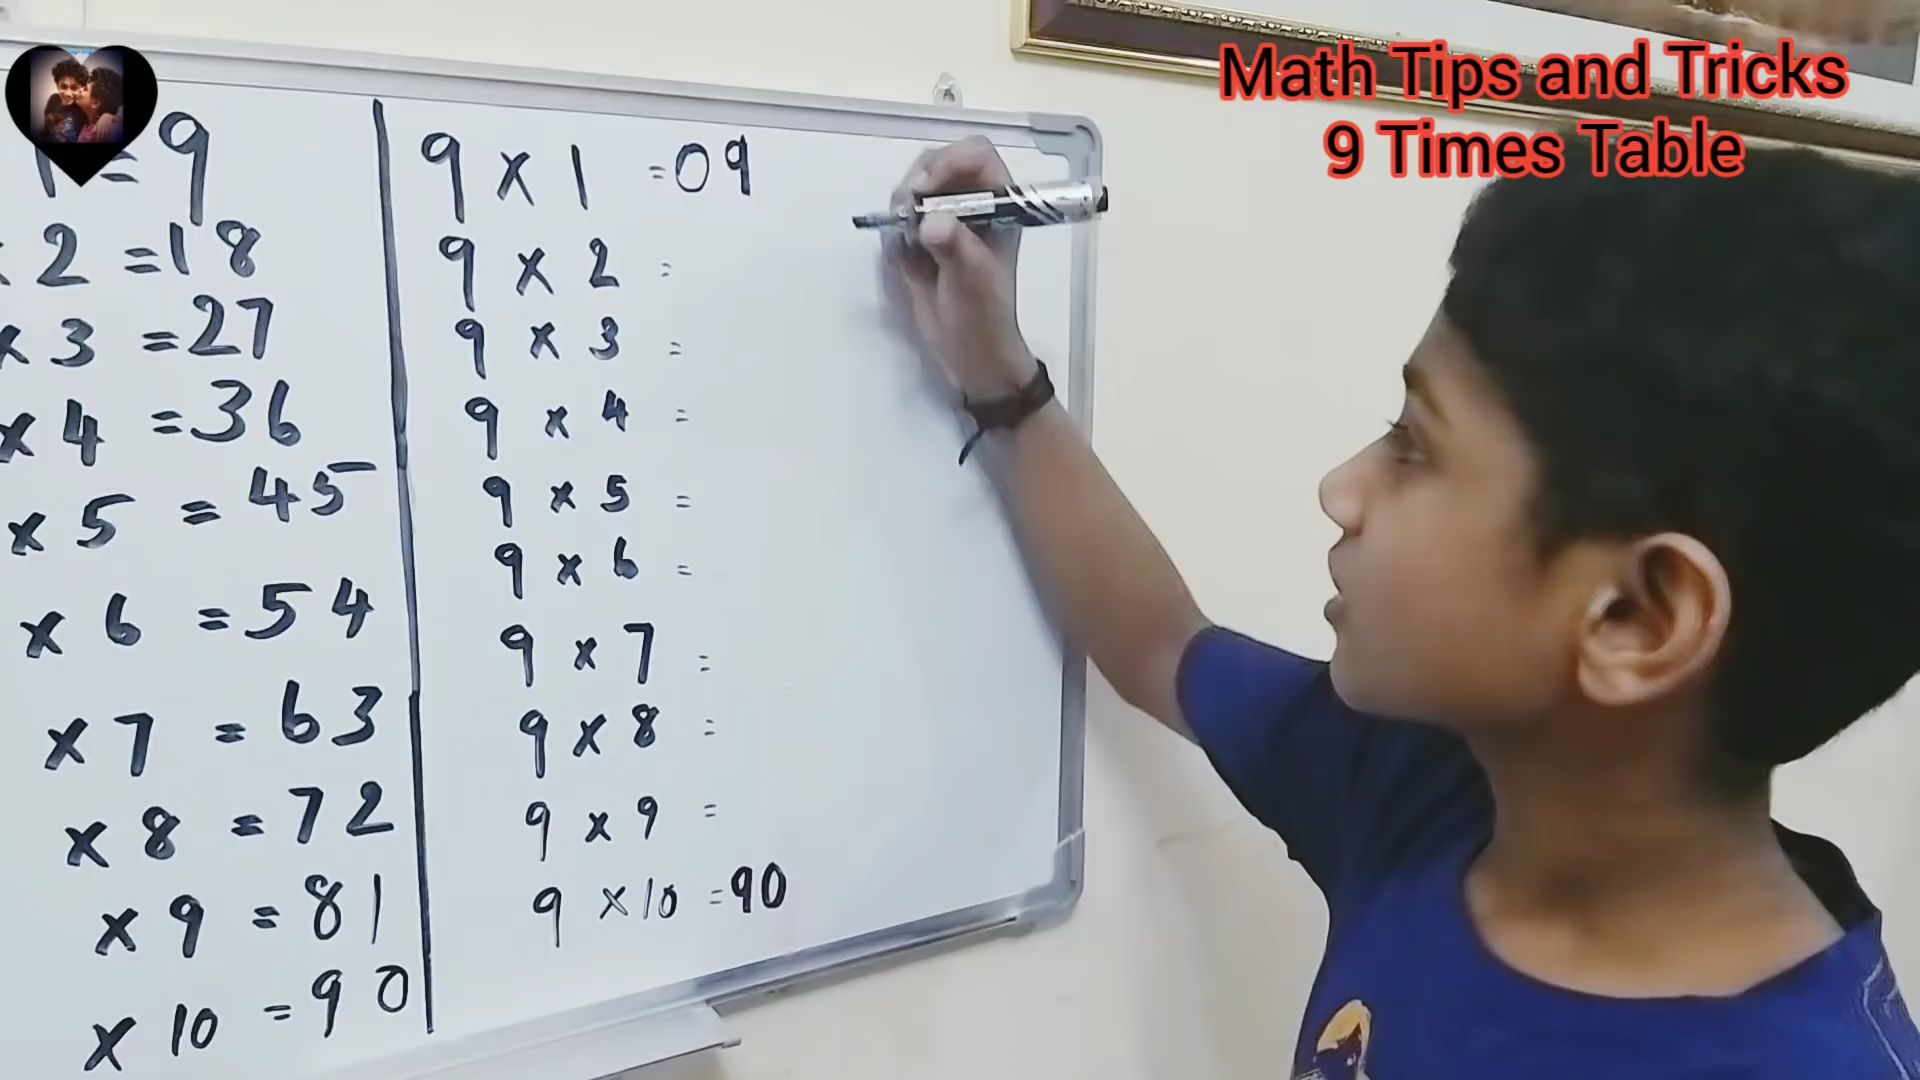 Math Tips and Tricks
9 Times Table
1 = 9
x 2 = 18
x 3 = 27
x 4 = 36
x 5 = 45
x 6 = 54
x 7 = 63
x 8 = 72
x 9 = 81
x 10 = 90
9 x 1 = 09
9 x 2 =
9 x 3 =
9 x 4 =
9 x 5 =
9 x 6 =
9 x 7 =
9 x 8 =
9 x 9 =
9 x 10 = 90